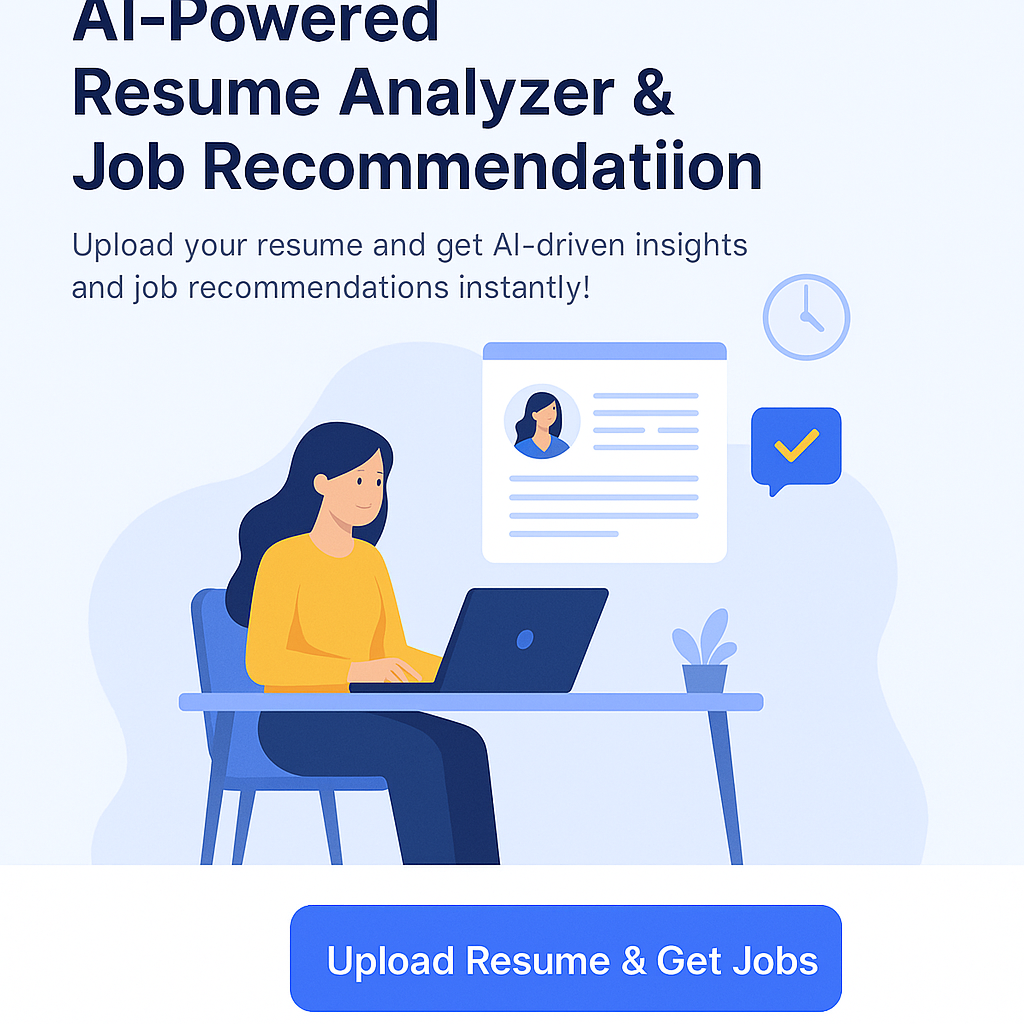 AI-Powered
Resume Analyzer &
Job Recommendatiion
Upload your resume and get AI-driven insights
and job recommendations instantly!
Upload Resume & Get Jobs